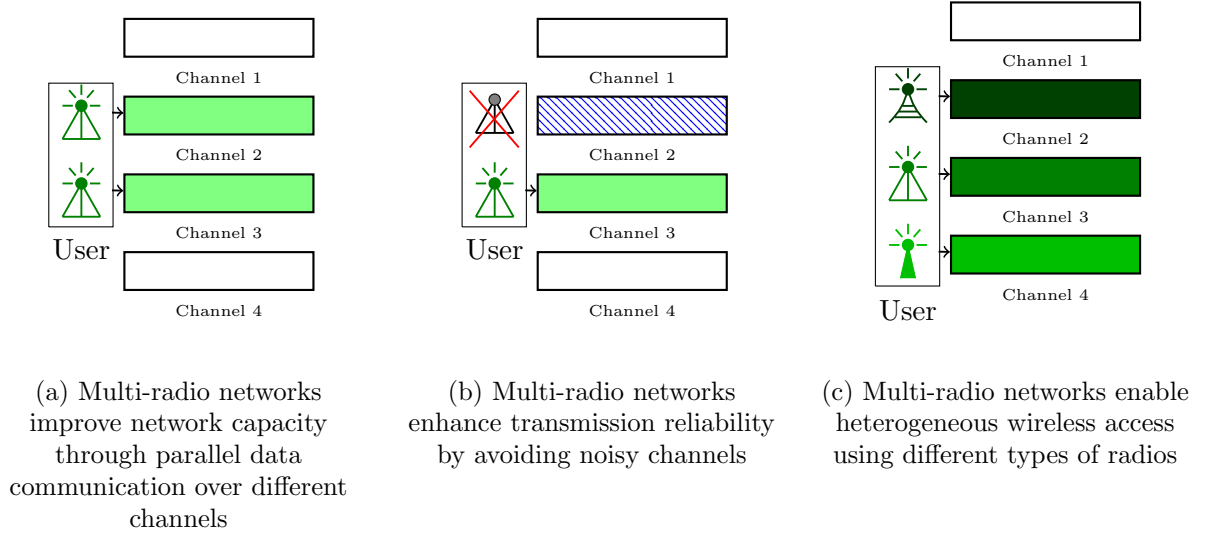 Channel 1
Channel 2
Channel 3
User
Channel 4
(a) Multi-radio networks
improve network capacity
through parallel data
communication over different
channels
Channel 1
Channel 2
Channel 3
User
Channel 4
(b) Multi-radio networks
enhance transmission reliability
by avoiding noisy channels
Channel 1
Channel 2
Channel 3
Channel 4
User
(c) Multi-radio networks enable
heterogeneous wireless access
using different types of radios